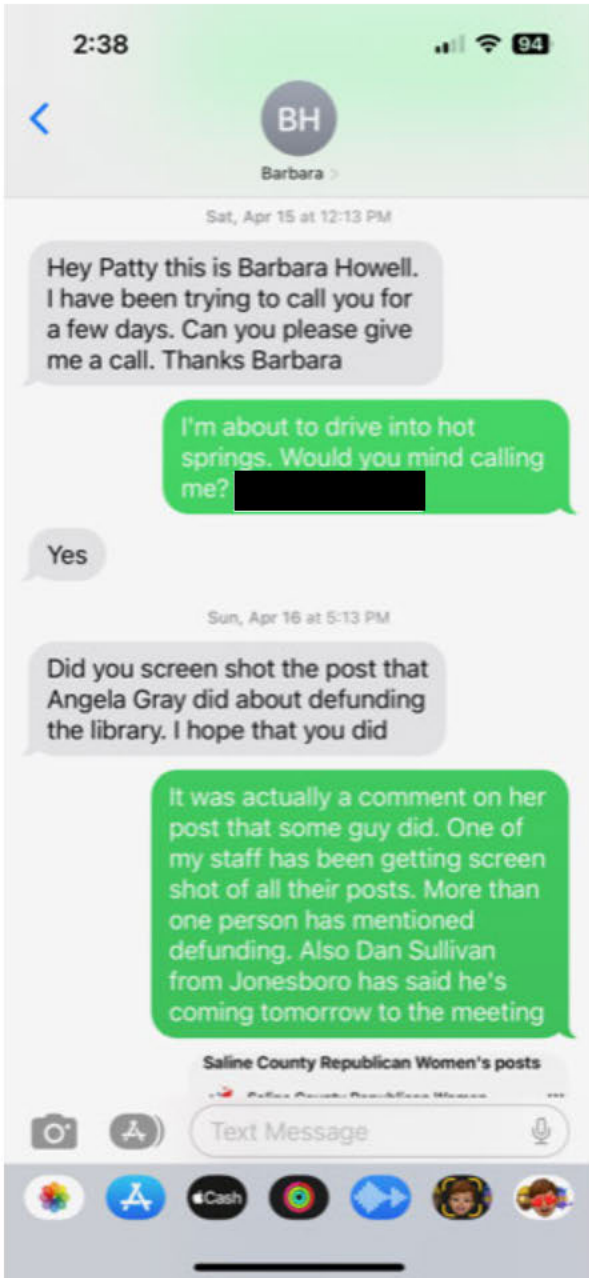 2:38
94
BH
Barbara
Sat, Apr 15 at 12:13 PM
Hey Patty this is Barbara Howell.
I have been trying to call you for
a few days. Can you please give
me a call. Thanks Barbara
I'm about to drive into hot
springs. Would you mind calling
me?
Yes
Sun, Apr 16 at 5:13 PM
Did you screen shot the post that
Angela Gray did about defunding
the library. I hope that you did
It was actually a comment on her
post that some guy did. One of
my staff has been getting screen
shot of all their posts. More than
one person has mentioned
defunding. Also Dan Sullivan
from Jonesboro has said he's
coming tomorrow to the meeting
Saline County Republican Women's posts
Saline County Republican Women
Text Message
Cash